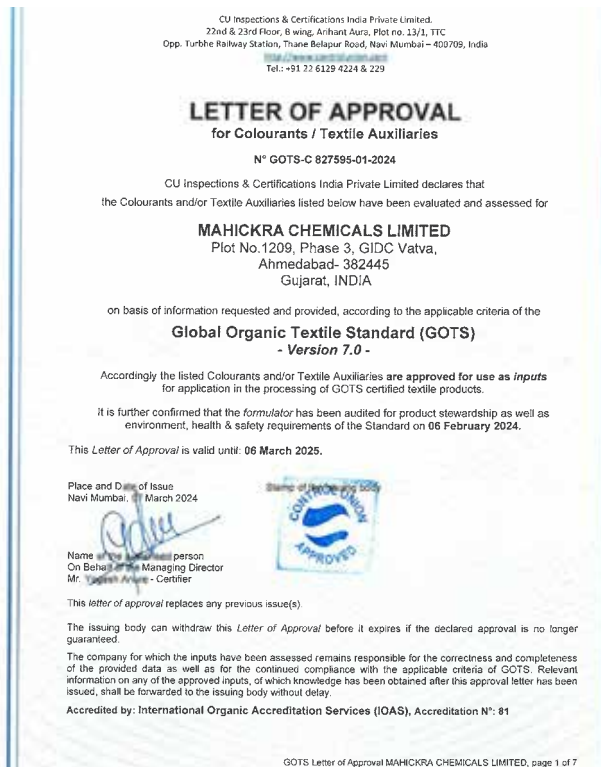 CU Inspections & Certifications India Private Limited.
22nd & 23rd Floor, B wing, Arihant Aura, Plot no. 13/1, TTC
Opp. Turbhe Railway Station, Thane Belapur Road, Navi Mumbai – 400709, India
Tel.: +91 22 6129 4224 & 229
LETTER OF APPROVAL
for Colourants / Textile Auxiliaries
N° GOTS-C 827595-01-2024
CU Inspections & Certifications India Private Limited declares that
the Colourants and/or Textile Auxiliaries listed below have been evaluated and assessed for
MAHICKRA CHEMICALS LIMITED
Plot No.1209, Phase 3, GIDC Vatva,
Ahmedabad- 382445
Gujarat, INDIA
on basis of information requested and provided, according to the applicable criteria of the
Global Organic Textile Standard (GOTS)
- Version 7.0 -
Accordingly the listed Colourants and/or Textile Auxiliaries are approved for use as inputs
for application in the processing of GOTS certified textile products.
It is further confirmed that the formulator has been audited for product stewardship as well as
environment, health & safety requirements of the Standard on 06 February 2024.
This Letter of Approval is valid until: 06 March 2025.
Place and Date of Issue
Navi Mumbai, March 2024
Stamp of the issuing body
CONTROL UNION
APPROVED
Name of the person
On Behalf of the Managing Director
Mr. - Certifier
This letter of approval replaces any previous issue(s).
The issuing body can withdraw this Letter of Approval before it expires if the declared approval is no longer
guaranteed.
The company for which the inputs have been assessed remains responsible for the correctness and completeness
of the provided data as well as for the continued compliance with the applicable criteria of GOTS. Relevant
information on any of the approved inputs, of which knowledge has been obtained after this approval letter has been
issued, shall be forwarded to the issuing body without delay.
Accredited by: International Organic Accreditation Services (IOAS), Accreditation N°: 81
GOTS Letter of Approval MAHICKRA CHEMICALS LIMITED, page 1 of 7